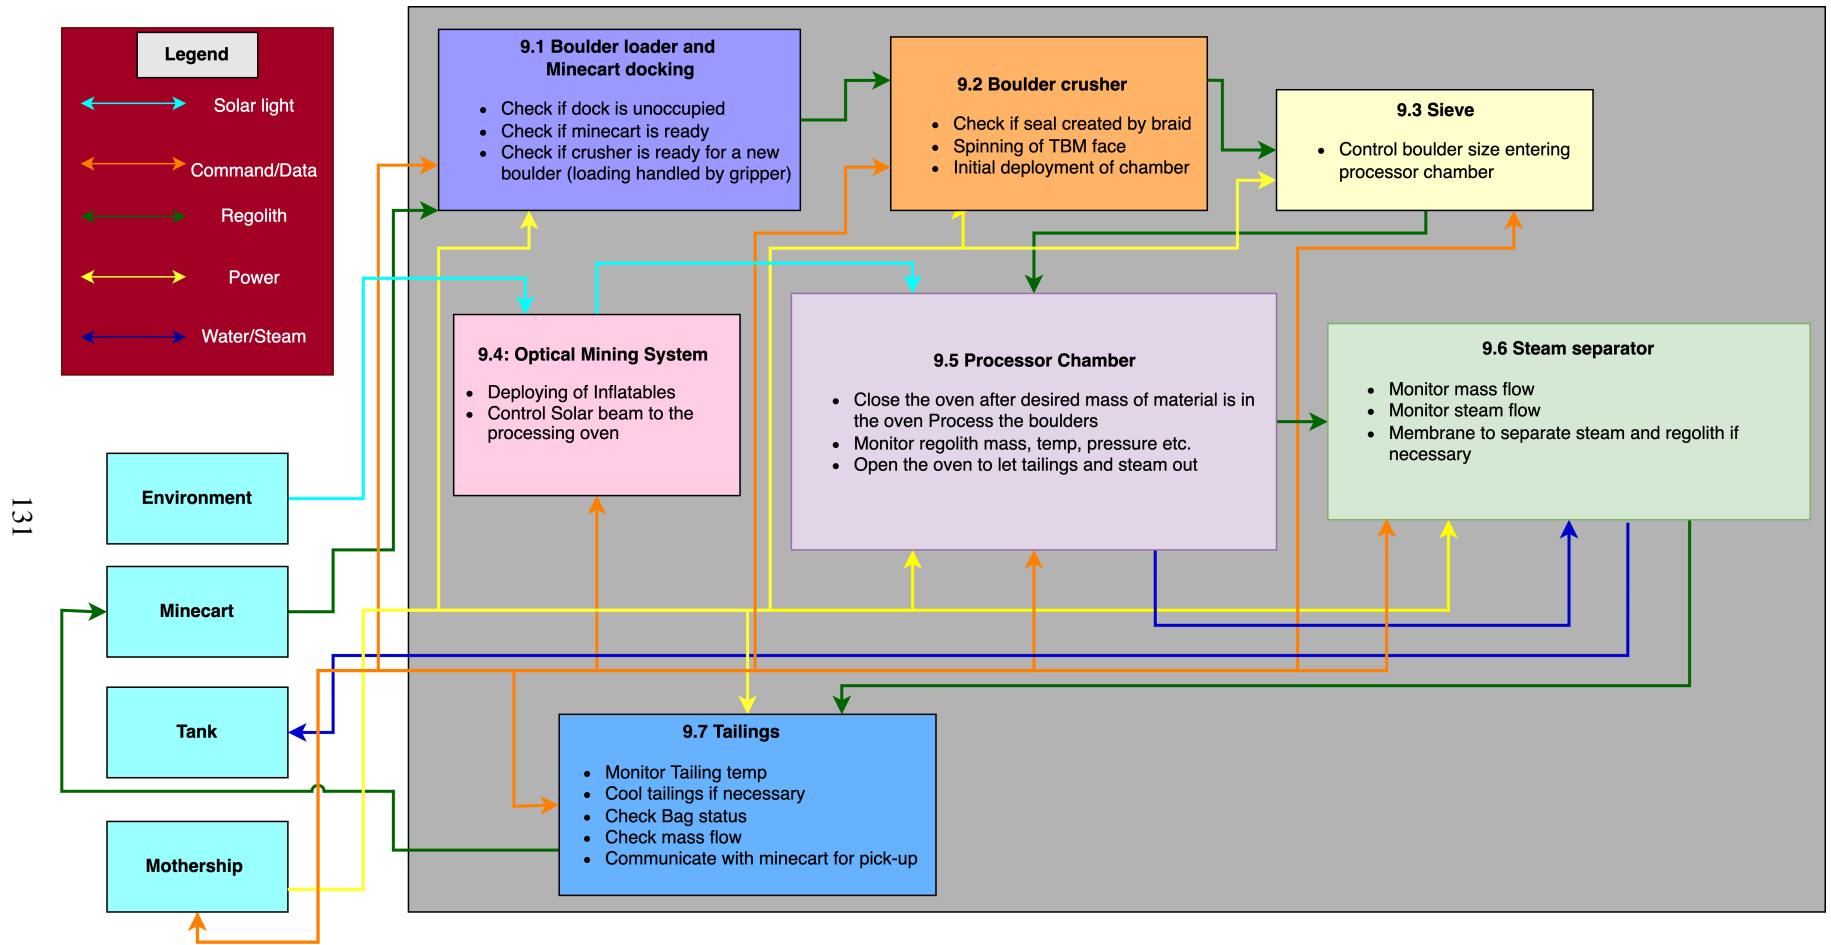 Legend
Solar light
Command/Data
Regolith
Power
Water/Steam
9.1 Boulder loader and
Minecart docking
• Check if dock is unoccupied
• Check if minecart is ready
• Check if crusher is ready for a new
boulder (loading handled by gripper)
9.2 Boulder crusher
• Check if seal created by braid
• Spinning of TBM face
• Initial deployment of chamber
9.3 Sieve
• Control boulder size entering
processor chamber
9.4: Optical Mining System
• Deploying of Inflatables
• Control Solar beam to the
processing oven
9.5 Processor Chamber
• Close the oven after desired mass of material is in
the oven Process the boulders
• Monitor regolith mass, temp, pressure etc.
• Open the oven to let tailings and steam out
9.6 Steam separator
• Monitor mass flow
• Monitor steam flow
• Membrane to separate steam and regolith if
necessary
Environment
Minecart
Tank
Mothership
9.7 Tailings
• Monitor Tailing temp
• Cool tailings if necessary
• Check Bag status
• Check mass flow
• Communicate with minecart for pick-up
131